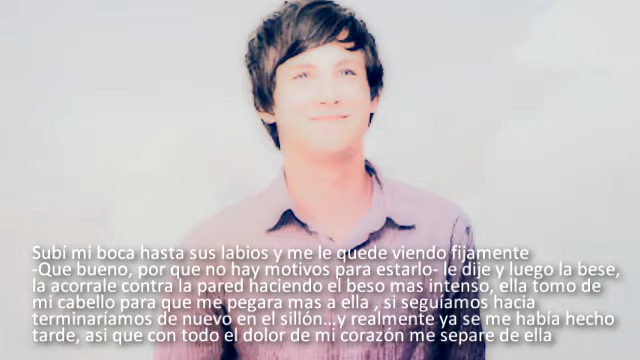 Subí mi boca hasta sus labios y me le quede viendo fijamente
-Que bueno, por que no hay motivos para estarlo- le dije y luego la bese,
la acorrale contra la pared haciendo el beso mas intenso, ella tomo de
mi cabello para que me pegara mas a ella , si seguíamos hacia
terminaríamos de nuevo en el sillón...y realmente ya se me había hecho
tarde, asi que con todo el dolor de mi corazón me separe de ella